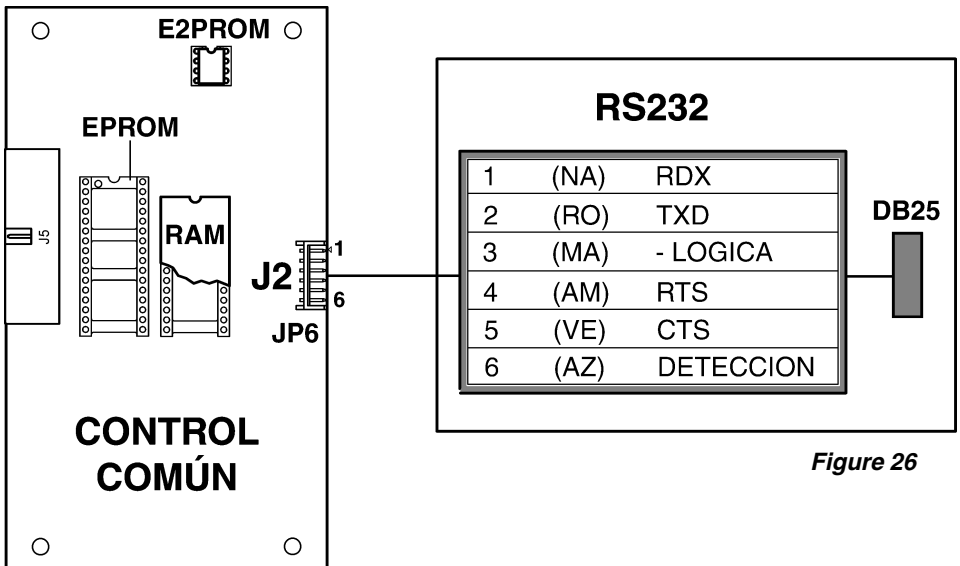 E2PROM
EPROM
RAM
J5
J2
1
6
JP6
CONTROL
COMÚN
RS232
1 (NA) RDX
2 (RO) TXD
3 (MA) - LOGICA
4 (AM) RTS
5 (VE) CTS
6 (AZ) DETECCION
DB25
Figure 26